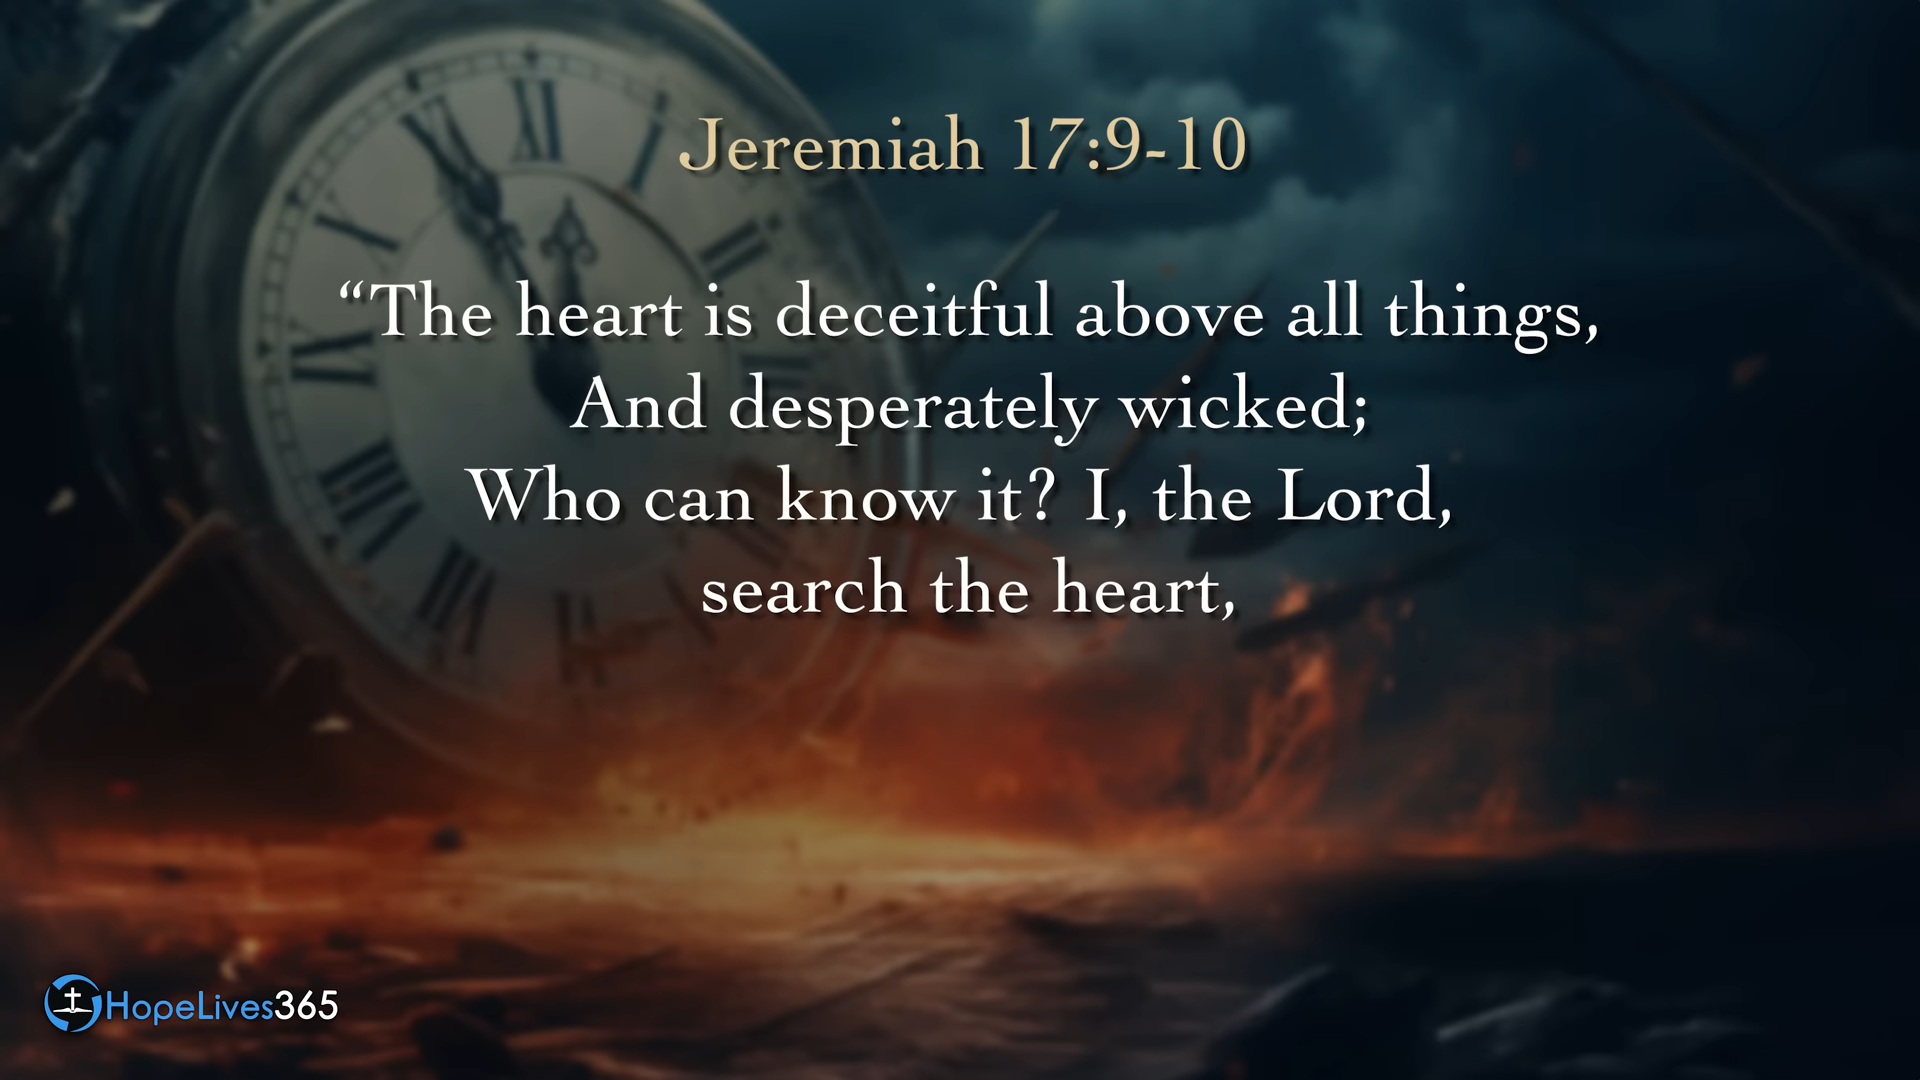 Jeremiah 17:9-10
“The heart is deceitful above all things,
And desperately wicked;
Who can know it? I, the Lord,
search the heart,
HopeLives365